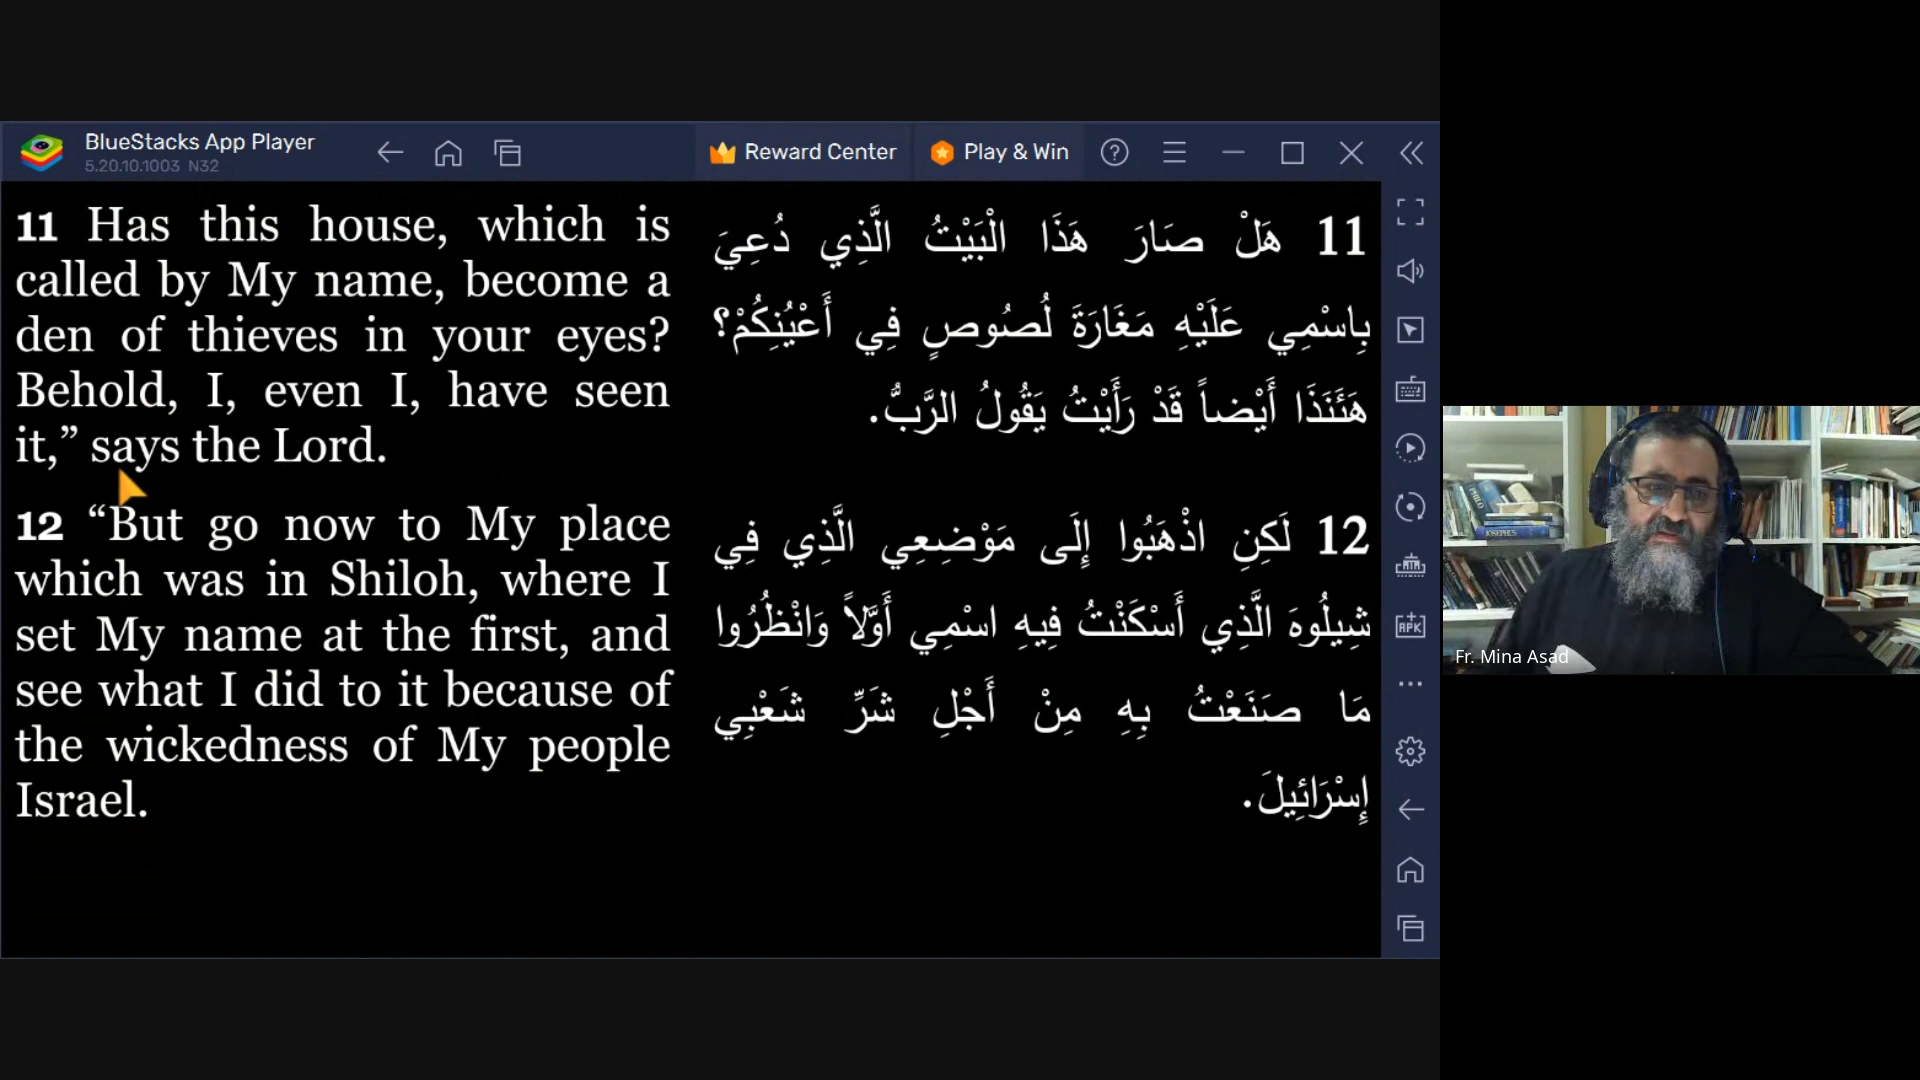 BlueStacks App Player
5.20.10.1003 N32
Reward Center
Play & Win
11 Has this house, which is
called by My name, become a
den of thieves in your eyes?
Behold, I, even I, have seen
it,” says the Lord.
12 “But go now to My place
which was in Shiloh, where I
set My name at the first, and
see what I did to it because of
the wickedness of My people
Israel.
11 هَلْ صَارَ هَذَا الْبَيْتُ الَّذِي دُعِيَ
بِاسْمِي عَلَيْهِ مَغَارَةَ لُصُوصٍ فِي أَعْيُنِكُمْ؟
هَئَنَذَا أَيْضاً قَدْ رَأَيْتُ يَقُولُ الرَّبُّ.
12 لَكِنِ اذْهَبُوا إِلَى مَوْضِعِي الَّذِي فِي
شِيلُوهَ الَّذِي أَسْكَنْتُ فِيهِ اسْمِي أَوَّلاً وَانْظُرُوا
مَا صَنَعْتُ بِهِ مِنْ أَجْلِ شَرِّ شَعْبِي
إِسْرَائِيلَ.
APK
JOSEPHUS
Fr. Mina Asad